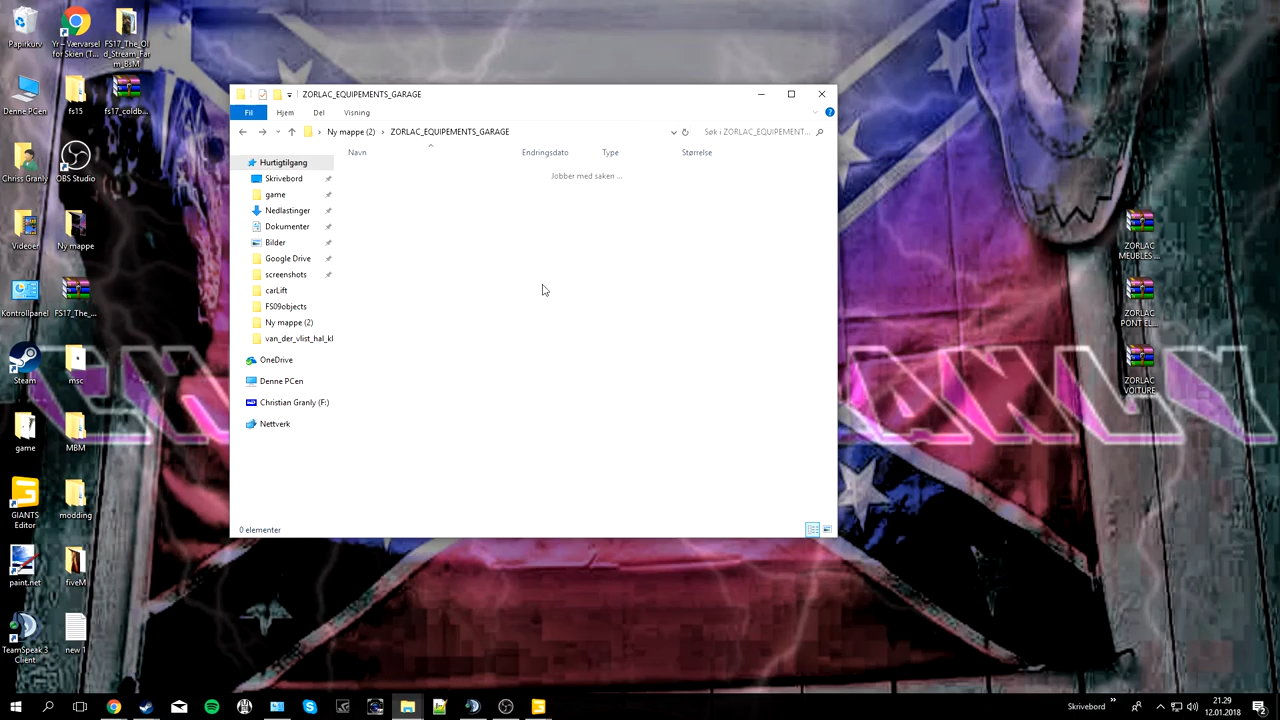 Papirkurv
Yr – Værvarsel
for Skien (T...
FS17_The_Ol
d_Stream_Far
m_BsM
Denne PCen
fs15
fs17_coldb...
Chriss Granly
OBS Studio
Videoer
Ny mappe
Kontrollpanel
FS17_The_...
Steam
msc
game
MBM
GIANTS
Editor
modding
paint.net
fiveM
TeamSpeak 3
Client
new 1
ZORLAC_EQUIPEMENTS_GARAGE
Fil
Hjem
Del
Visning
Ny mappe (2)
ZORLAC_EQUIPEMENTS_GARAGE
Søk i ZORLAC_EQUIPEMENT...
Navn
Endringsdato
Type
Størrelse
Jobber med saken ...
Hurtigtilgang
Skrivebord
game
Nedlastinger
Dokumenter
Bilder
Google Drive
screenshots
carLift
FS09objects
Ny mappe (2)
van_der_vlist_hal_kl
OneDrive
Denne PCen
Christian Granly (F:)
Nettverk
0 elementer
ZORLAC
MEUBLES ...
ZORLAC
PONT EL...
ZORLAC
VOITURE
Skrivebord
21.29
12.01.2018
2